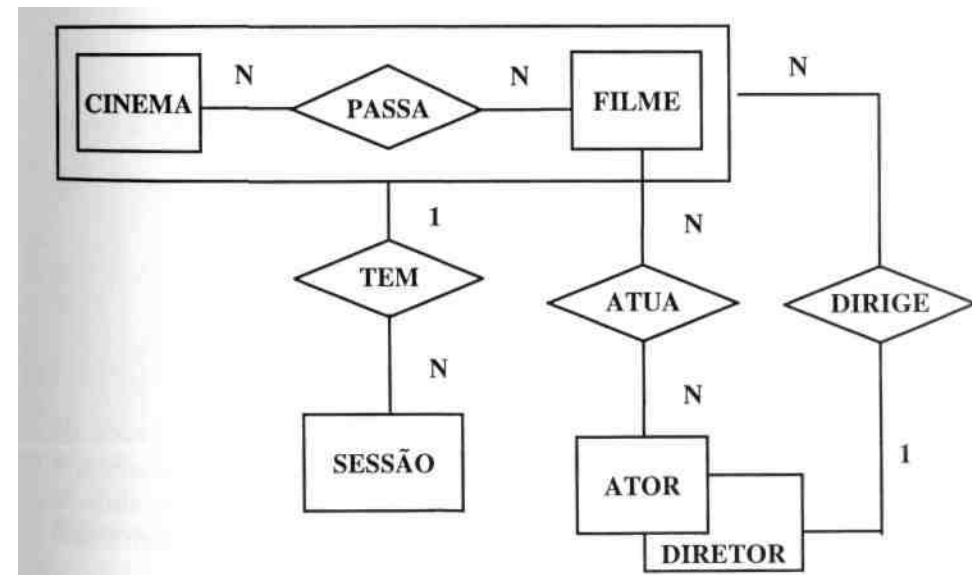 CINEMA
N
PASSA
N
FILME
N
1
TEM
N
SESSÃO
N
ATUA
N
ATOR
DIRETOR
DIRIGE
1